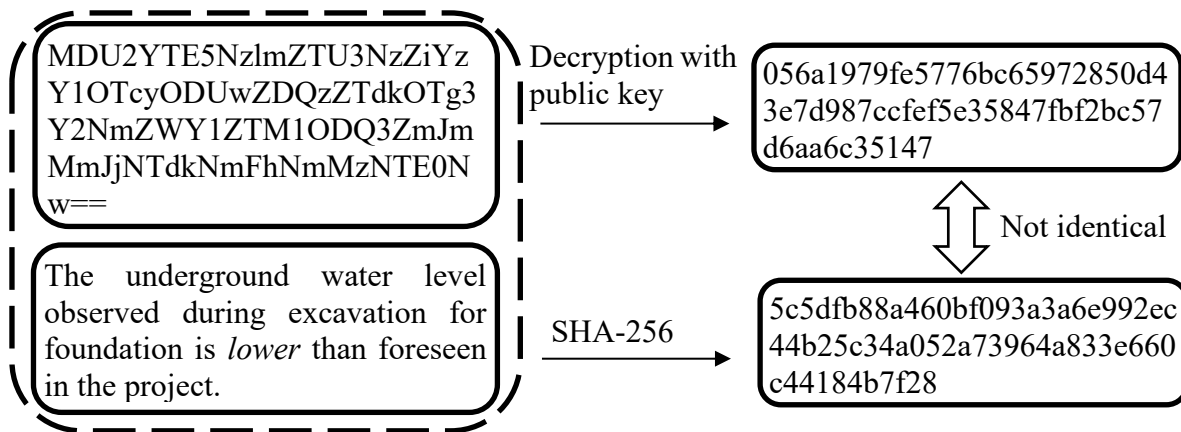 MDU2YTE5NzlmZTU3NzZiYz
Y1OTcyODUwZDQzZTdkOTg3
Y2NmZWY1ZTM1ODQ3ZmJm
MmJjNTdkNmFhNmMzNTE0N
w==
Decryption with
public key
056a1979fe5776bc65972850d4
3e7d987ccfef5e35847fbf2bc57
d6aa6c35147
Not identical
The underground water level
observed during excavation for
foundation is lower than foreseen
in the project.
SHA-256
5c5dfb88a460bf093a3a6e992ec
44b25c34a052a73964a833e660
c44184b7f28